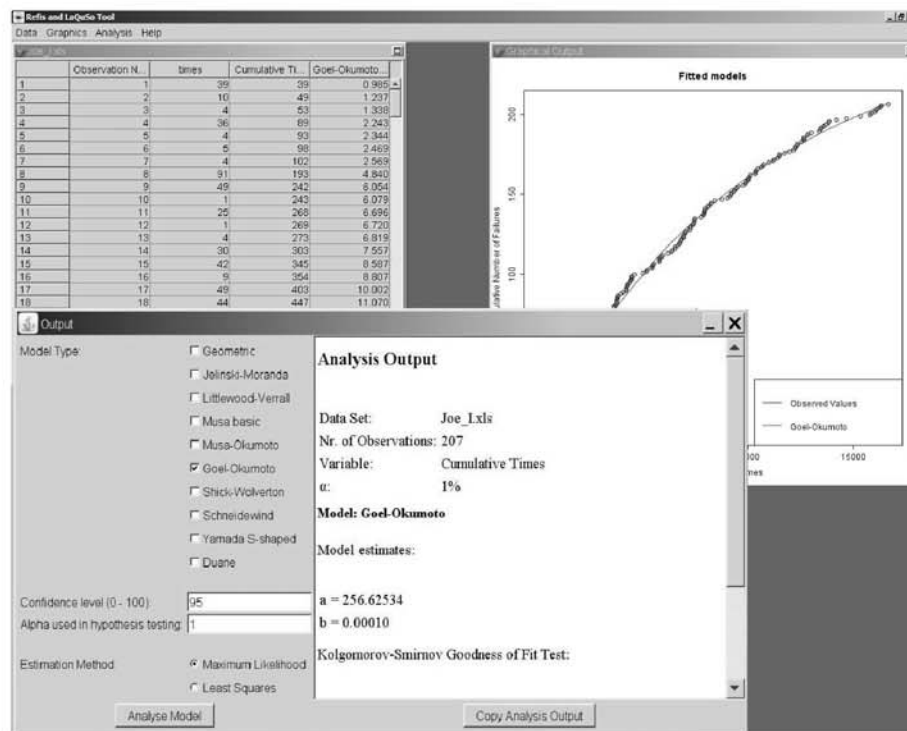 Refis and LaQuSo Tool
Data Graphics Analysis Help
Joe_Lxls
Observation N... times Cumulative Ti... Goel-Okumoto...
1 1 39 39 0.985
2 2 10 49 1.237
3 3 4 53 1.338
4 4 36 89 2.243
5 5 4 93 2.344
6 6 5 98 2.469
7 7 4 102 2.569
8 8 91 193 4.840
9 9 49 242 6.054
10 10 1 243 6.079
11 11 25 268 6.696
12 12 1 269 6.720
13 13 4 273 6.819
14 14 30 303 7.557
15 15 42 345 8.587
16 16 9 354 8.807
17 17 49 403 10.002
18 18 44 447 11.070
Graphical Output
Fitted models
200
150
100
ulative Number of Failures
Observed Values
Goel-Okumoto
000 15000
mes
Output
Model Type:
Geometric
Jelinski-Moranda
Littlewood-Verrall
Musa basic
Musa-Okumoto
Goel-Okumoto
Shick-Wolverton
Schneidewind
Yamada S-shaped
Duane
Confidence level (0 - 100): 95
Alpha used in hypothesis testing: 1
Estimation Method Maximum Likelihood
Least Squares
Analyse Model
Analysis Output
Data Set: Joe_Lxls
Nr. of Observations: 207
Variable: Cumulative Times
α: 1%
Model: Goel-Okumoto
Model estimates:
a = 256.62534
b = 0.00010
Kolgomorov-Smirnov Goodness of Fit Test:
Copy Analysis Output